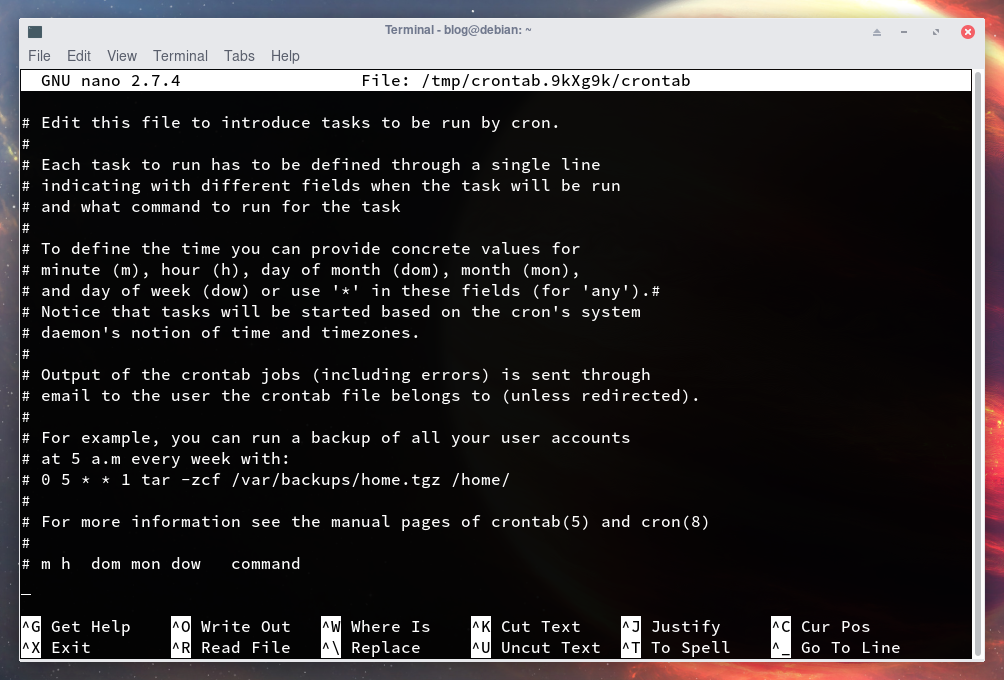 Terminal - blog@debian: ~
File Edit View Terminal Tabs Help
GNU nano 2.7.4 File: /tmp/crontab.9kXg9k/crontab
# Edit this file to introduce tasks to be run by cron.
#
# Each task to run has to be defined through a single line
# indicating with different fields when the task will be run
# and what command to run for the task
#
# To define the time you can provide concrete values for
# minute (m), hour (h), day of month (dom), month (mon),
# and day of week (dow) or use '*' in these fields (for 'any').#
# Notice that tasks will be started based on the cron's system
# daemon's notion of time and timezones.
#
# Output of the crontab jobs (including errors) is sent through
# email to the user the crontab file belongs to (unless redirected).
#
# For example, you can run a backup of all your user accounts
# at 5 a.m every week with:
# 0 5 * * 1 tar -zcf /var/backups/home.tgz /home/
#
# For more information see the manual pages of crontab(5) and cron(8)
#
# m h  dom mon dow   command
^G Get Help ^O Write Out ^W Where Is ^K Cut Text ^J Justify ^C Cur Pos
^X Exit ^R Read File ^\ Replace ^U Uncut Text ^T To Spell ^_ Go To Line